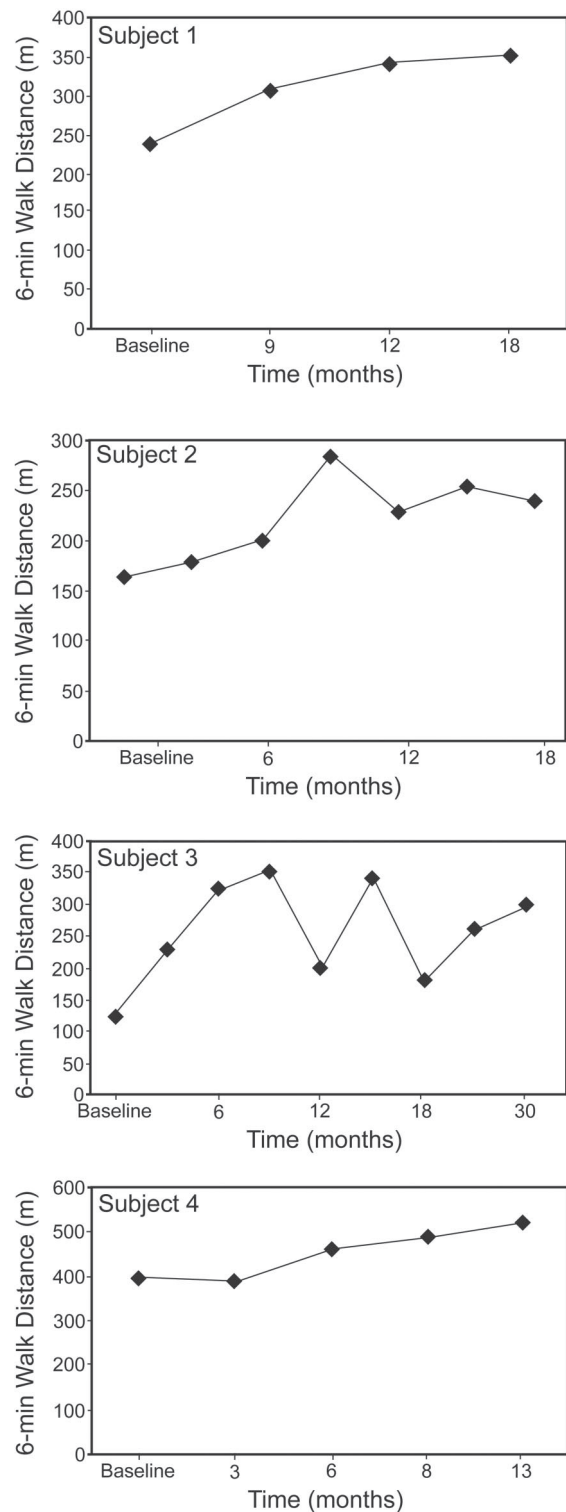 Subject 1
6-min Walk Distance (m)
400
350
300
250
200
150
100
50
0
Baseline 9 12 18
Time (months)
Subject 2
6-min Walk Distance (m)
300
250
200
150
100
50
0
Baseline 6 12 18
Time (months)
Subject 3
6-min Walk Distance (m)
400
350
300
250
200
150
100
50
0
Baseline 6 12 18 30
Time (months)
Subject 4
6-min Walk Distance (m)
600
500
400
300
200
100
0
Baseline 3 6 8 13
Time (months)